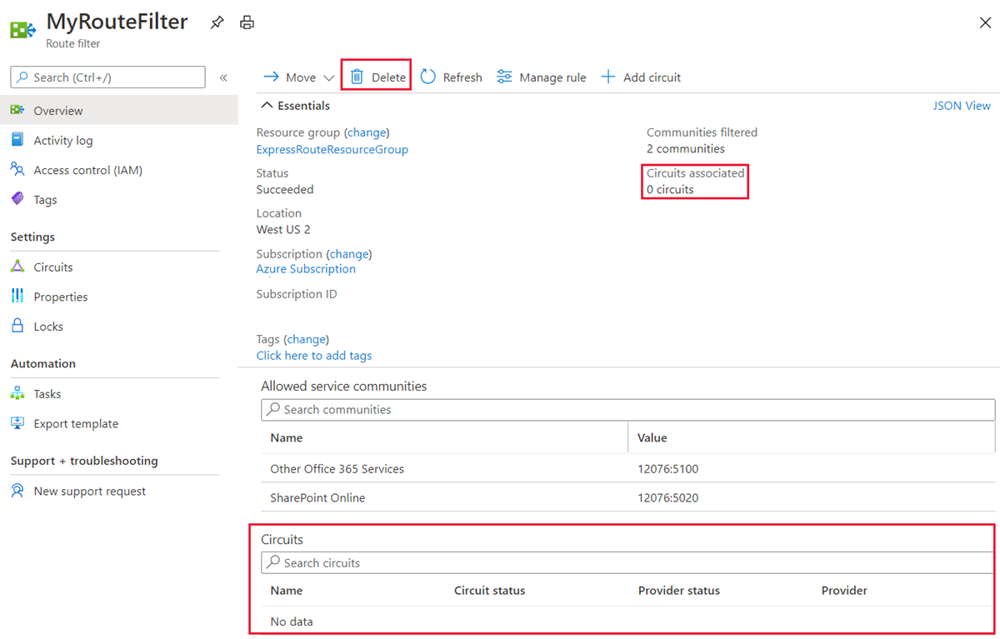 MyRouteFilter
Route filter
Search (Ctrl+/)
«
Overview
Activity log
Access control (IAM)
Tags
Settings
Circuits
Properties
Locks
Automation
Tasks
Export template
Support + troubleshooting
New support request
Move Delete Refresh Manage rule Add circuit
Essentials JSON View
Resource group (change)
ExpressRouteResourceGroup
Status
Succeeded
Location
West US 2
Subscription (change)
Azure Subscription
Subscription ID
Tags (change)
Click here to add tags
Communities filtered
2 communities
Circuits associated
0 circuits
Allowed service communities
Search communities
Name Value
Other Office 365 Services 12076:5100
SharePoint Online 12076:5020
Circuits
Search circuits
Name Circuit status Provider status Provider
No data